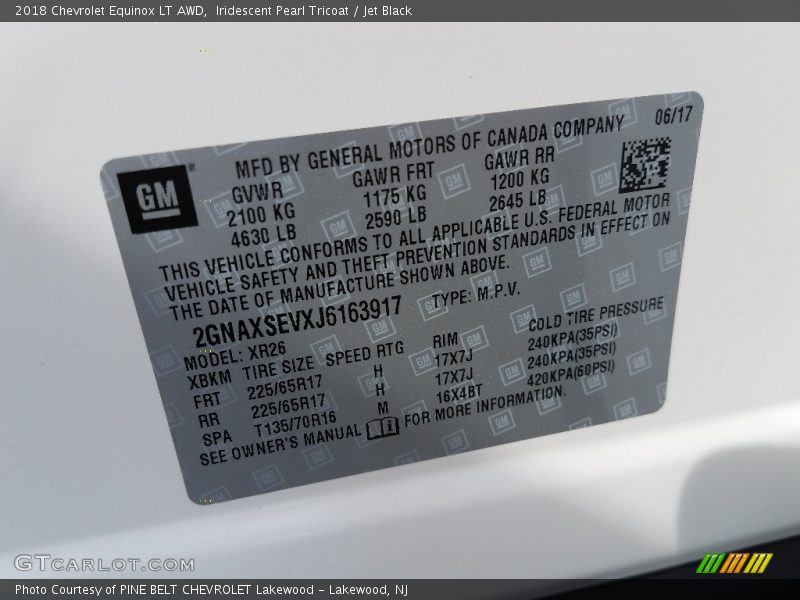 2018 Chevrolet Equinox LT AWD, Iridescent Pearl Tricoat / Jet Black
06/17
GM
MFD BY GENERAL MOTORS OF CANADA COMPANY
GVWR GAWR FRT GAWR RR
2100 KG 1175 KG 1200 KG
4630 LB 2590 LB 2645 LB
THIS VEHICLE CONFORMS TO ALL APPLICABLE U.S. FEDERAL MOTOR
VEHICLE SAFETY AND THEFT PREVENTION STANDARDS IN EFFECT ON
THE DATE OF MANUFACTURE SHOWN ABOVE.
2GNAXSEVXJ6163917 TYPE: M.P.V.
MODEL: XR26
XBKM TIRE SIZE SPEED RTG RIM COLD TIRE PRESSURE
FRT 225/65R17 H 17X7J 240KPA(35PSI)
RR 225/65R17 H 17X7J 240KPA(35PSI)
SPA T135/70R16 M 16X4BT 420KPA(60PSI)
SEE OWNER'S MANUAL FOR MORE INFORMATION.
GTCARLOT.COM
Photo Courtesy of PINE BELT CHEVROLET Lakewood - Lakewood, NJ